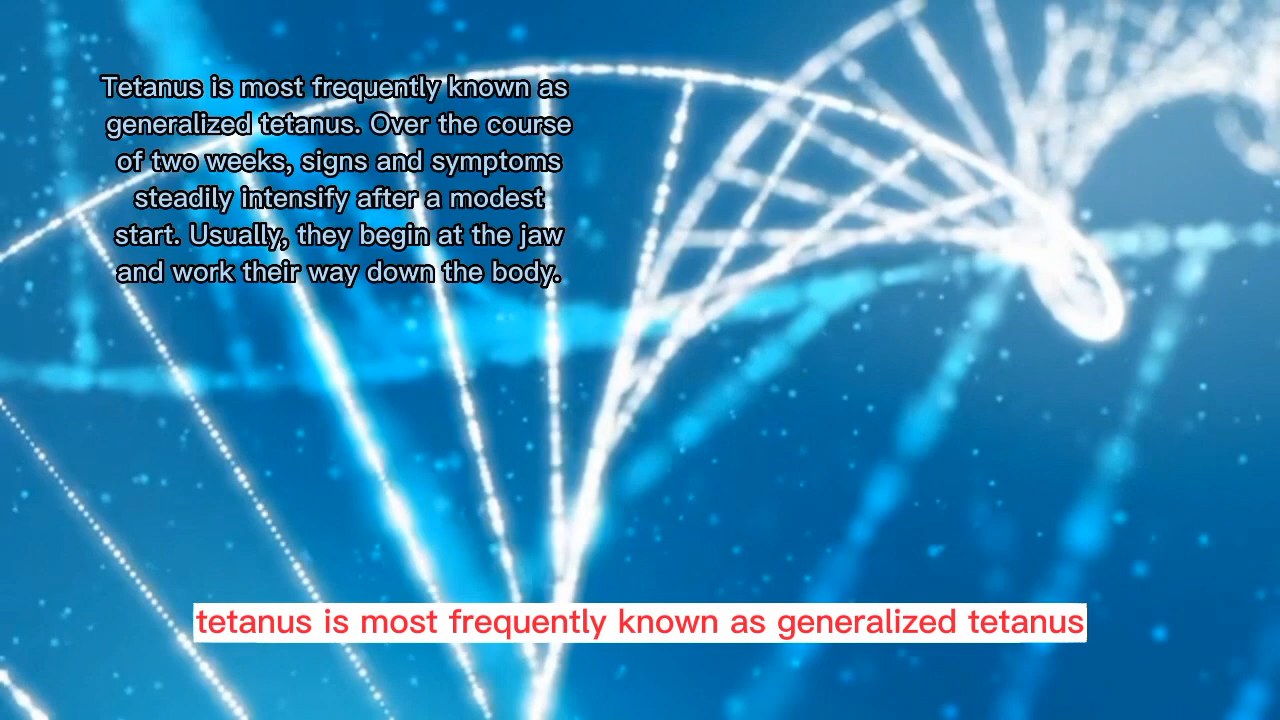 Tetanus is most frequently known as
generalized tetanus. Over the course
of two weeks, signs and symptoms
steadily intensify after a modest
start. Usually, they begin at the jaw
and work their way down the body.
tetanus is most frequently known as generalized tetanus